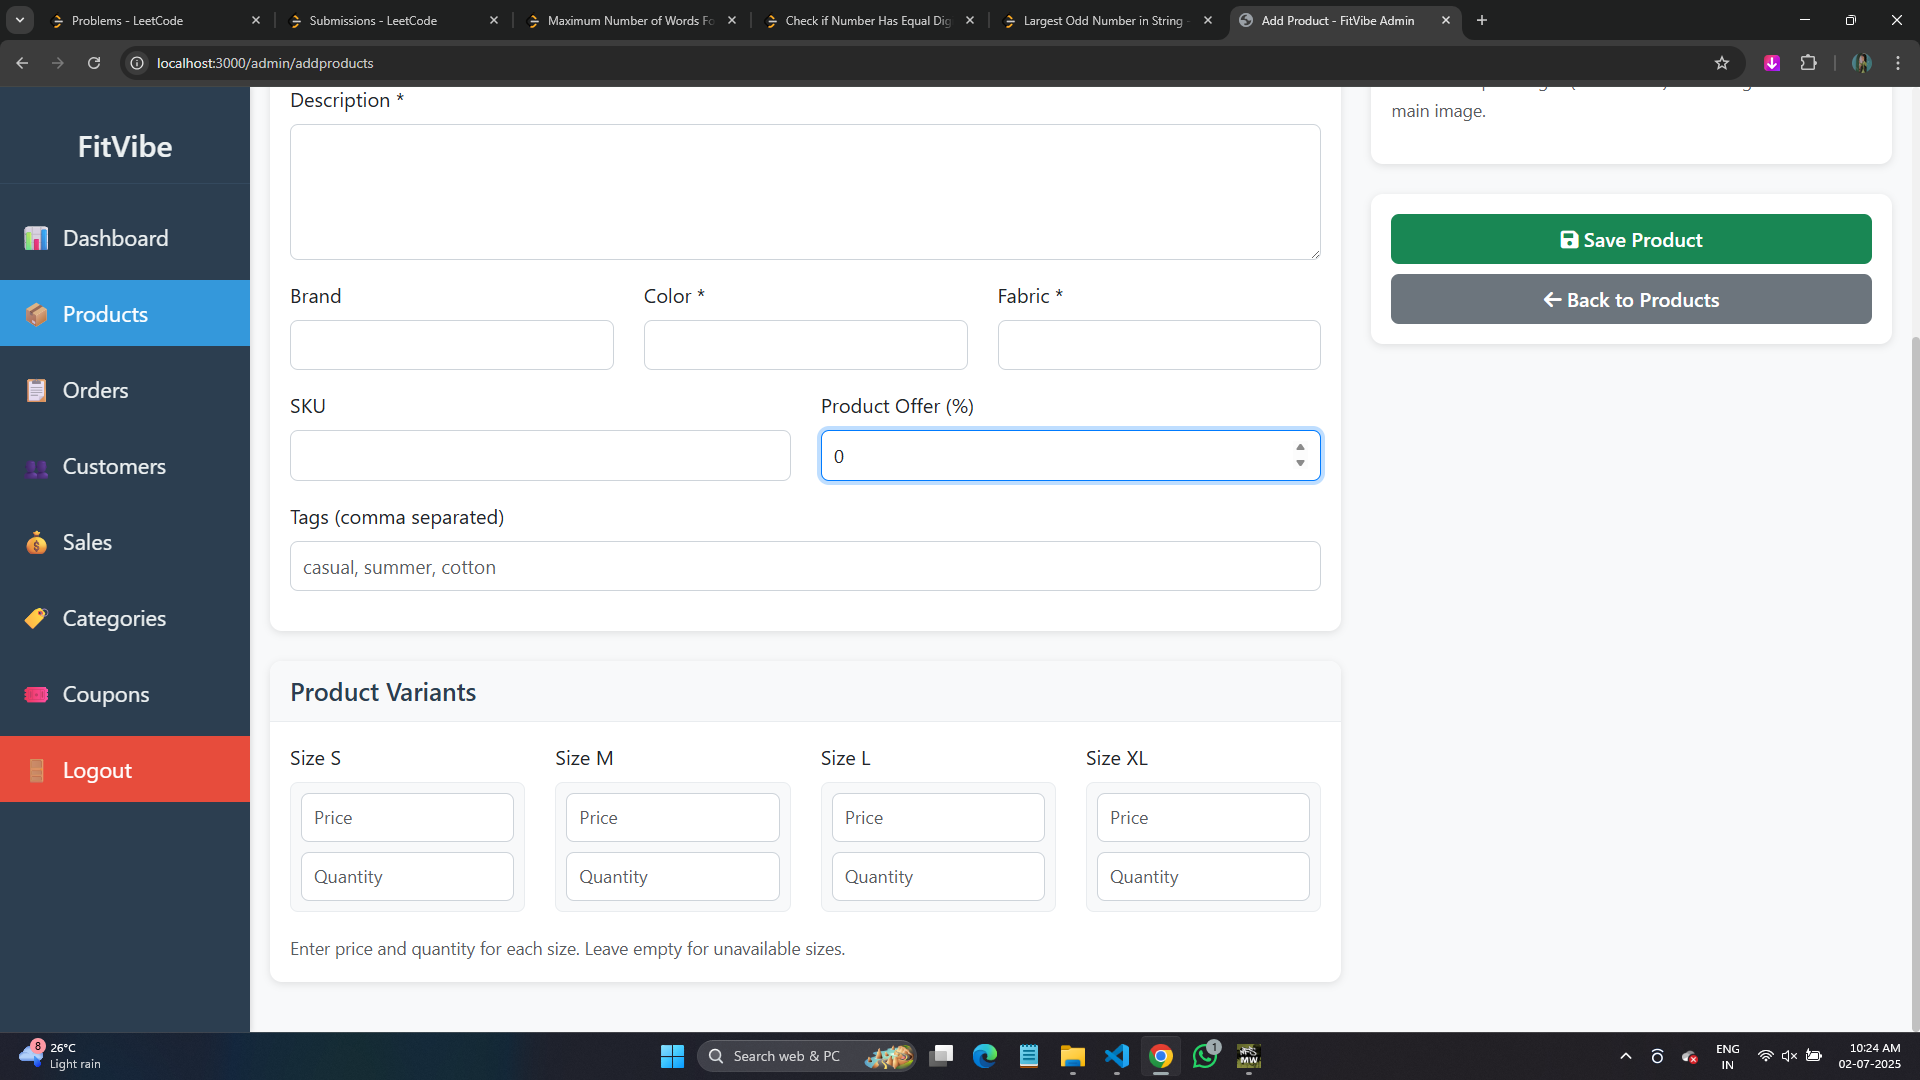 Problems - LeetCode
Submissions - LeetCode
Maximum Number of Words Fo
Check if Number Has Equal Dig
Largest Odd Number in String -
Add Product - FitVibe Admin
localhost:3000/admin/addproducts
FitVibe
Dashboard
Products
Orders
Customers
Sales
Categories
Coupons
Logout
Description *
Brand
Color *
Fabric *
SKU
Product Offer (%)
0
Tags (comma separated)
casual, summer, cotton
main image.
Save Product
Back to Products
Product Variants
Size S
Size M
Size L
Size XL
Price
Price
Price
Price
Quantity
Quantity
Quantity
Quantity
Enter price and quantity for each size. Leave empty for unavailable sizes.
8
26°C
Light rain
Search web & PC
1
MW
ENG
IN
10:24 AM
02-07-2025